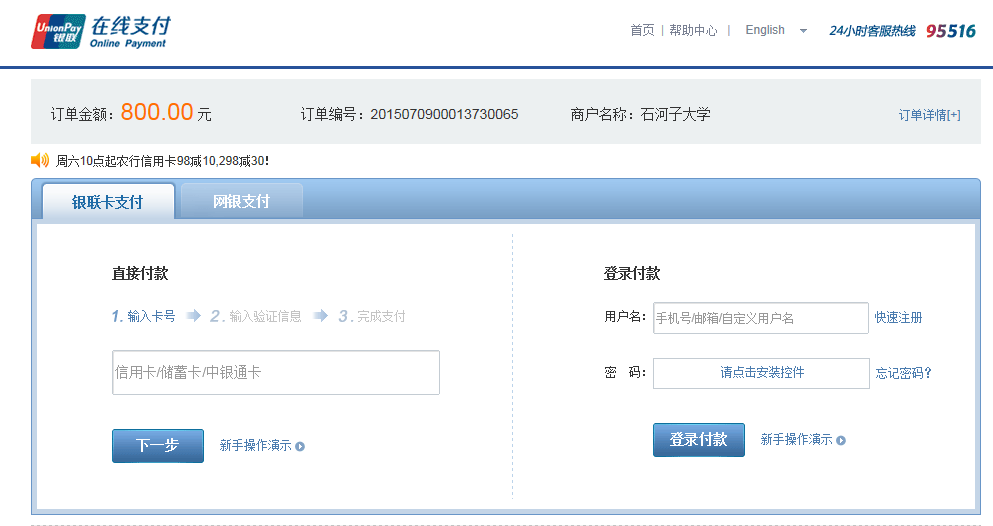 UnionPay 银联 在线支付
Online Payment
首页 | 帮助中心 | English 24小时客服热线 95516
订单金额：800.00 元 订单编号：2015070900013730065 商户名称：石河子大学 订单详情[+]
周六10点起农行信用卡98减10,298减30!
银联卡支付 网银支付
直接付款
1. 输入卡号 2. 输入验证信息 3. 完成支付
信用卡/储蓄卡/中银通卡
下一步 新手操作演示
登录付款
用户名： 手机号/邮箱/自定义用户名 快速注册
密 码： 请点击安装控件 忘记密码？
登录付款 新手操作演示